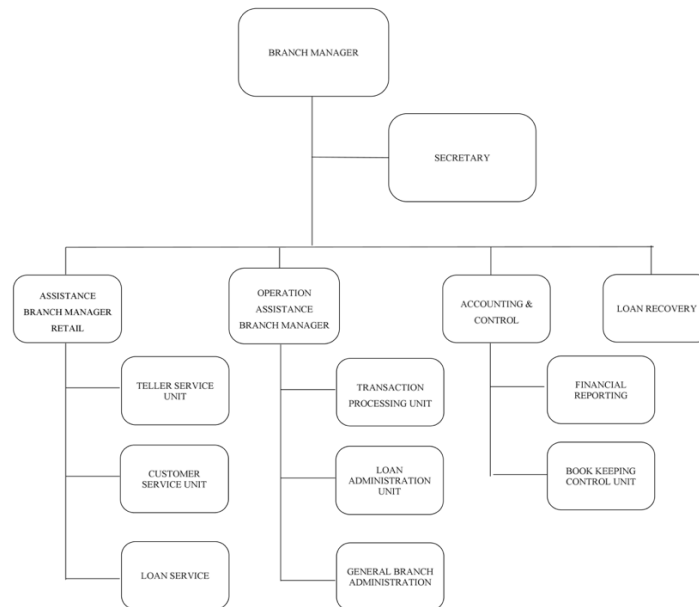 BRANCH MANAGER
SECRETARY
ASSISTANCE
BRANCH MANAGER
RETAIL
OPERATION
ASSISTANCE
BRANCH MANAGER
ACCOUNTING &
CONTROL
LOAN RECOVERY
TELLER SERVICE
UNIT
TRANSACTION
PROCESSING UNIT
FINANCIAL
REPORTING
CUSTOMER
SERVICE UNIT
LOAN
ADMINISTRATION
UNIT
BOOK KEEPING
CONTROL UNIT
LOAN SERVICE
GENERAL BRANCH
ADMINISTRATION